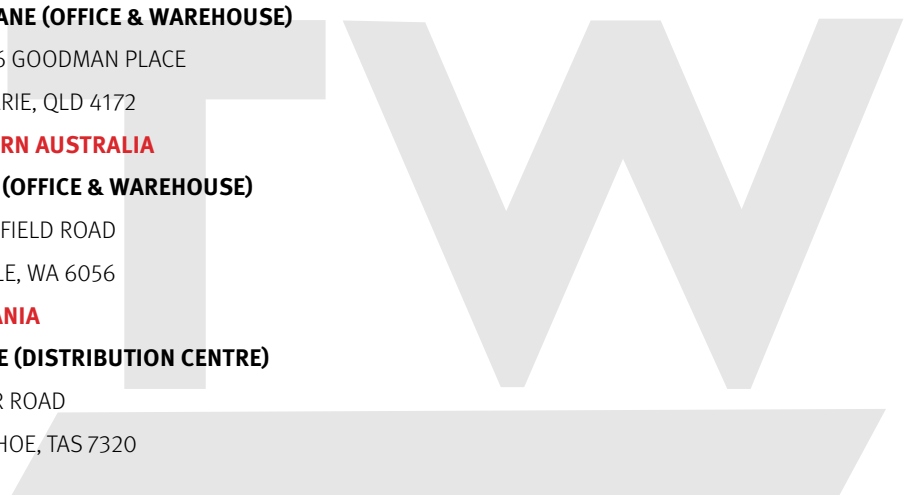 ANE (OFFICE & WAREHOUSE)
6 GOODMAN PLACE
RIE, QLD 4172
RN AUSTRALIA
(OFFICE & WAREHOUSE)
FIELD ROAD
LE, WA 6056
ANIA
E (DISTRIBUTION CENTRE)
R ROAD
HOE, TAS 7320
TW